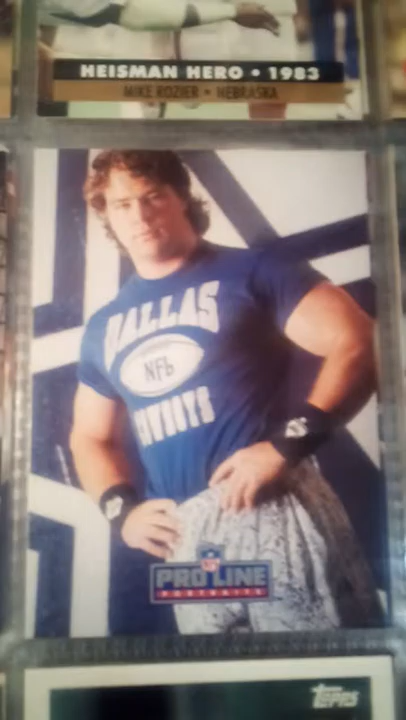 HEISMAN HERO • 1983
MIKE ROZIER • NEBRASKA
DALLAS
NFL
COWBOYS
NFL
PRO LINE
PORTRAITS
TOPPS